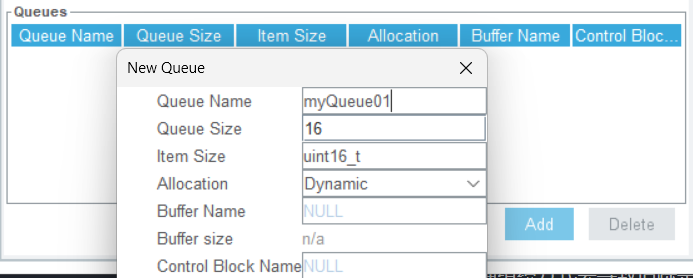 Queues
Queue Name Queue Size Item Size Allocation Buffer Name Control Bloc...
New Queue
Queue Name myQueue01
Queue Size 16
Item Size uint16_t
Allocation Dynamic
Buffer Name NULL
Buffer size n/a
Control Block Name NULL
Add Delete